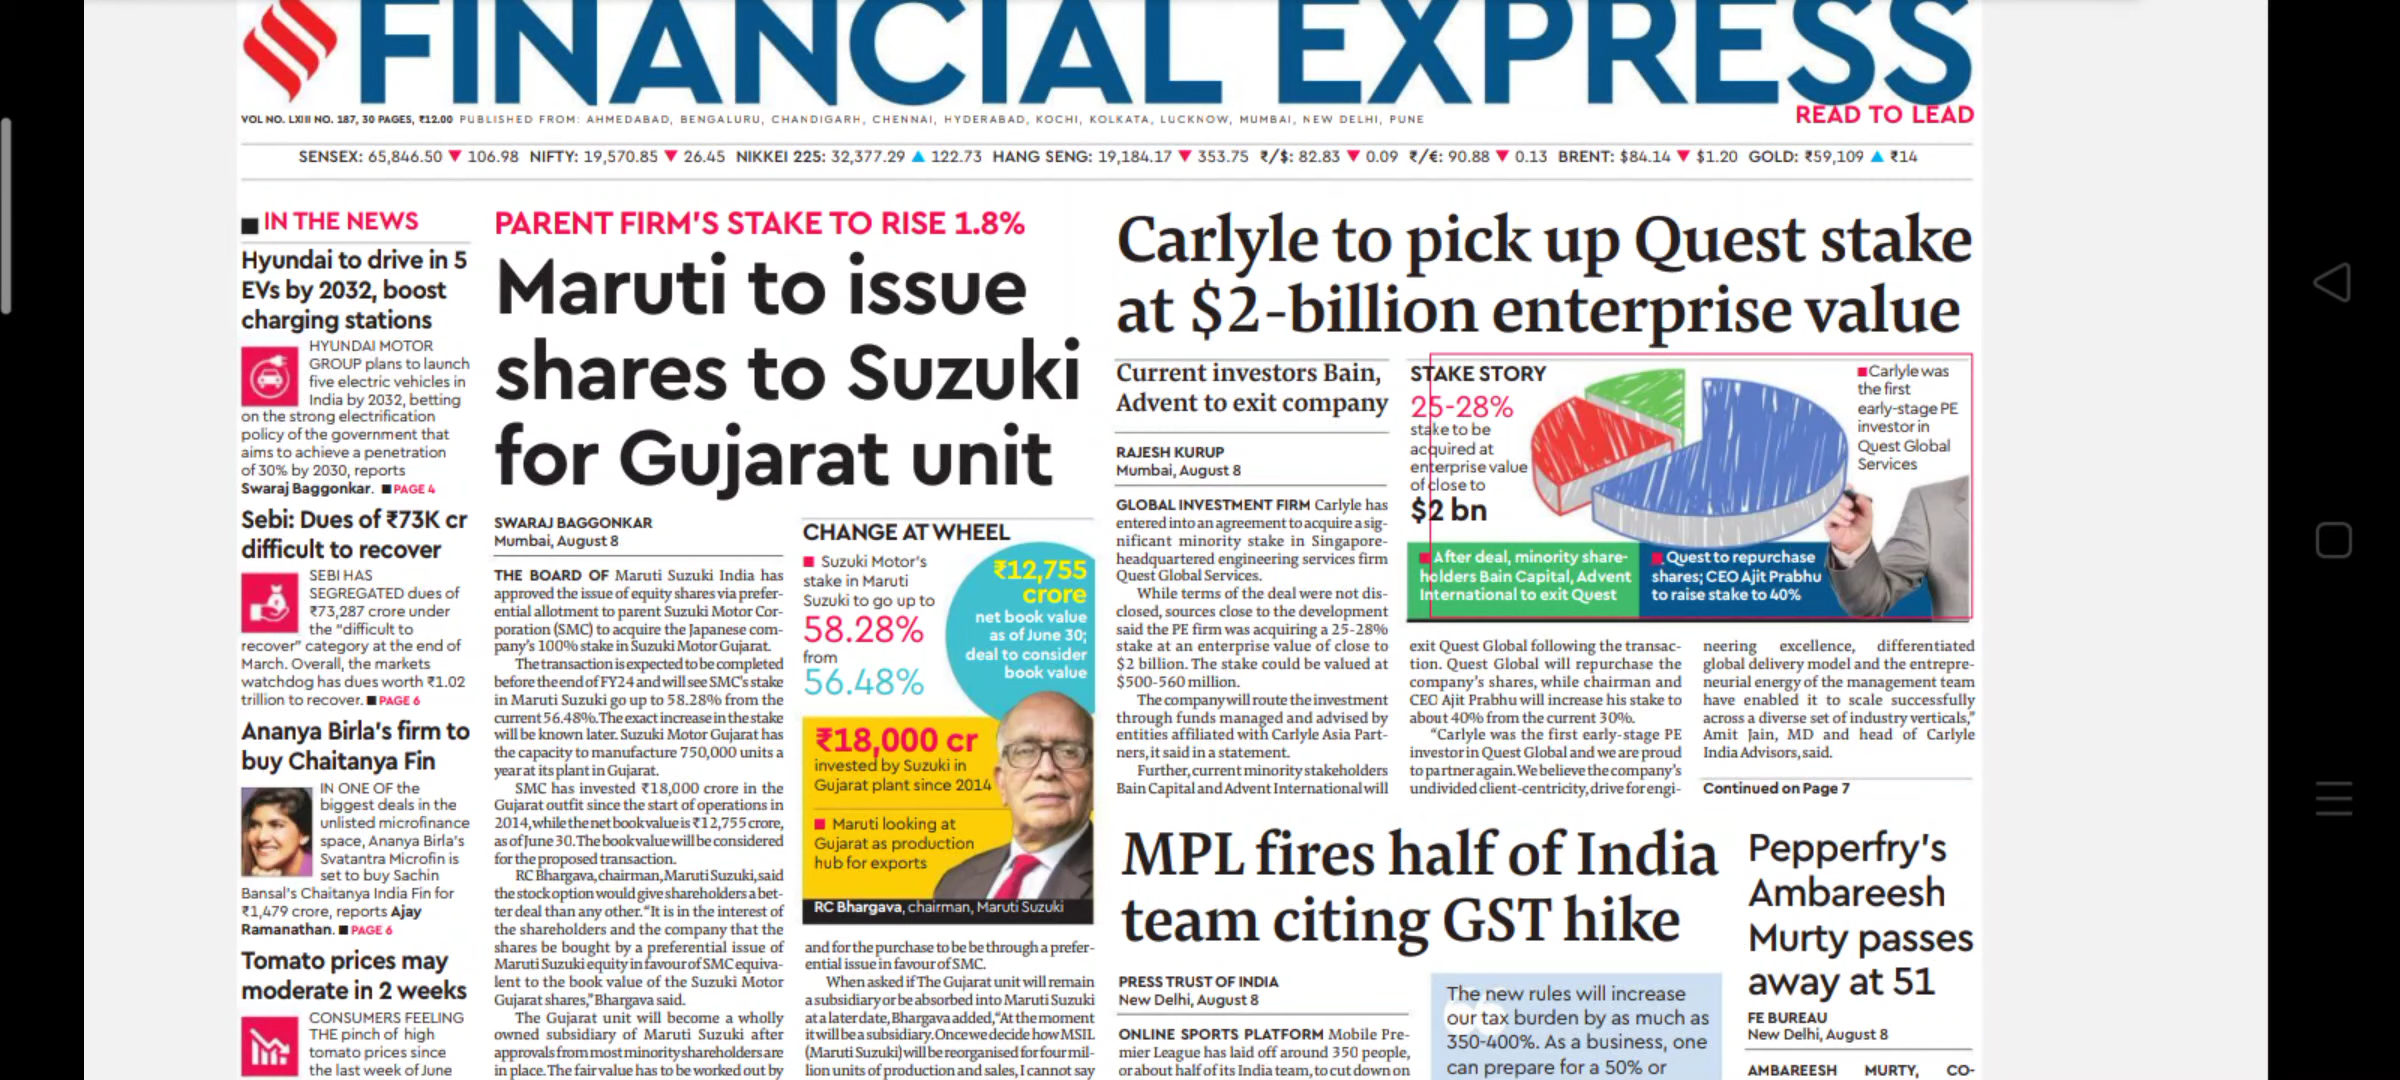 FINANCIAL EXPRESS
READ TO LEAD
VOL NO. LXIII NO. 187, 30 PAGES, ₹12.00 PUBLISHED FROM: AHMEDABAD, BENGALURU, CHANDIGARH, CHENNAI, HYDERABAD, KOCHI, KOLKATA, LUCKNOW, MUMBAI, NEW DELHI, PUNE
SENSEX: 65,846.50 ▼ 106.98 NIFTY: 19,570.85 ▼ 26.45 NIKKEI 225: 32,377.29 ▲ 122.73 HANG SENG: 19,184.17 ▼ 353.75 ₹/$: 82.83 ▼ 0.09 ₹/€: 90.88 ▼ 0.13 BRENT: $84.14 ▼ $1.20 GOLD: ₹59,109 ▲ ₹14
■ IN THE NEWS
Hyundai to drive in 5
EVs by 2032, boost
charging stations
HYUNDAI MOTOR
GROUP plans to launch
five electric vehicles in
India by 2032, betting
on the strong electrification
policy of the government that
aims to achieve a penetration
of 30% by 2030, reports
Swaraj Baggonkar. ■ PAGE 4
Sebi: Dues of ₹73K cr
difficult to recover
SEBI HAS
SEGREGATED dues of
₹73,287 crore under
the "difficult to
recover" category at the end of
March. Overall, the markets
watchdog has dues worth ₹1.02
trillion to recover. ■ PAGE 6
Ananya Birla's firm to
buy Chaitanya Fin
IN ONE OF the
biggest deals in the
unlisted microfinance
space, Ananya Birla's
Svatantra Microfin is
set to buy Sachin
Bansal's Chaitanya India Fin for
₹1,479 crore, reports Ajay
Ramanathan. ■ PAGE 6
Tomato prices may
moderate in 2 weeks
CONSUMERS FEELING
THE pinch of high
tomato prices since
the last week of June
PARENT FIRM'S STAKE TO RISE 1.8%
Maruti to issue
shares to Suzuki
for Gujarat unit
SWARAJ BAGGONKAR
Mumbai, August 8
THE BOARD OF Maruti Suzuki India has
approved the issue of equity shares via prefer-
ential allotment to parent Suzuki Motor Cor-
poration (SMC) to acquire the Japanese com-
pany's 100% stake in Suzuki Motor Gujarat.
The transaction is expected to be completed
before the end of FY24 and will see SMC's stake
in Maruti Suzuki go up to 58.28% from the
current 56.48%. The exact increase in the stake
will be known later. Suzuki Motor Gujarat has
the capacity to manufacture 750,000 units a
year at its plant in Gujarat.
SMC has invested ₹18,000 crore in the
Gujarat outfit since the start of operations in
2014, while the net book value is ₹12,755 crore,
as of June 30. The book value will be considered
for the proposed transaction.
RC Bhargava, chairman, Maruti Suzuki, said
the stock option would give shareholders a bet-
ter deal than any other. "It is in the interest of
the shareholders and the company that the
shares be bought by a preferential issue of
Maruti Suzuki equity in favour of SMC equiva-
lent to the book value of the Suzuki Motor
Gujarat shares," Bhargava said.
The Gujarat unit will become a wholly
owned subsidiary of Maruti Suzuki after
approvals from most minority shareholders are
in place. The fair value has to be worked out by
CHANGE AT WHEEL
■ Suzuki Motor's
stake in Maruti
Suzuki to go up to
58.28%
from
56.48%
₹12,755
crore
net book value
as of June 30;
deal to consider
book value
₹18,000 cr
invested by Suzuki in
Gujarat plant since 2014
■ Maruti looking at
Gujarat as production
hub for exports
RC Bhargava, chairman, Maruti Suzuki
and for the purchase to be be through a prefer-
ential issue in favour of SMC.
When asked if The Gujarat unit will remain
a subsidiary or be absorbed into Maruti Suzuki
at a later date, Bhargava added, "At the moment
it will be a subsidiary. Once we decide how MSIL
(Maruti Suzuki) will be reorganised for four mil-
lion units of production and sales, I cannot say
Carlyle to pick up Quest stake
at $2-billion enterprise value
Current investors Bain,
Advent to exit company
RAJESH KURUP
Mumbai, August 8
GLOBAL INVESTMENT FIRM Carlyle has
entered into an agreement to acquire a sig-
nificant minority stake in Singapore-
headquartered engineering services firm
Quest Global Services.
While terms of the deal were not dis-
closed, sources close to the development
said the PE firm was acquiring a 25-28%
stake at an enterprise value of close to
$2 billion. The stake could be valued at
$500-560 million.
The company will route the investment
through funds managed and advised by
entities affiliated with Carlyle Asia Part-
ners, it said in a statement.
Further, current minority stakeholders
Bain Capital and Advent International will
STAKE STORY
25-28%
stake to be
acquired at
enterprise value
of close to
$2 bn
■ Carlyle was
the first
early-stage PE
investor in
Quest Global
Services
■ After deal, minority share-
holders Bain Capital, Advent
International to exit Quest
■ Quest to repurchase
shares; CEO Ajit Prabhu
to raise stake to 40%
exit Quest Global following the transac-
tion. Quest Global will repurchase the
company's shares, while chairman and
CEO Ajit Prabhu will increase his stake to
about 40% from the current 30%.
"Carlyle was the first early-stage PE
investor in Quest Global and we are proud
to partner again. We believe the company's
undivided client-centricity, drive for engi-
neering excellence, differentiated
global delivery model and the entrepre-
neurial energy of the management team
have enabled it to scale successfully
across a diverse set of industry verticals,"
Amit Jain, MD and head of Carlyle
India Advisors, said.
Continued on Page 7
MPL fires half of India
team citing GST hike
PRESS TRUST OF INDIA
New Delhi, August 8
ONLINE SPORTS PLATFORM Mobile Pre-
mier League has laid off around 350 people,
or about half of its India team, to cut down on
The new rules will increase
our tax burden by as much as
350-400%. As a business, one
can prepare for a 50% or
Pepperfry's
Ambareesh
Murty passes
away at 51
FE BUREAU
New Delhi, August 8
AMBAREESH MURTY, CO-